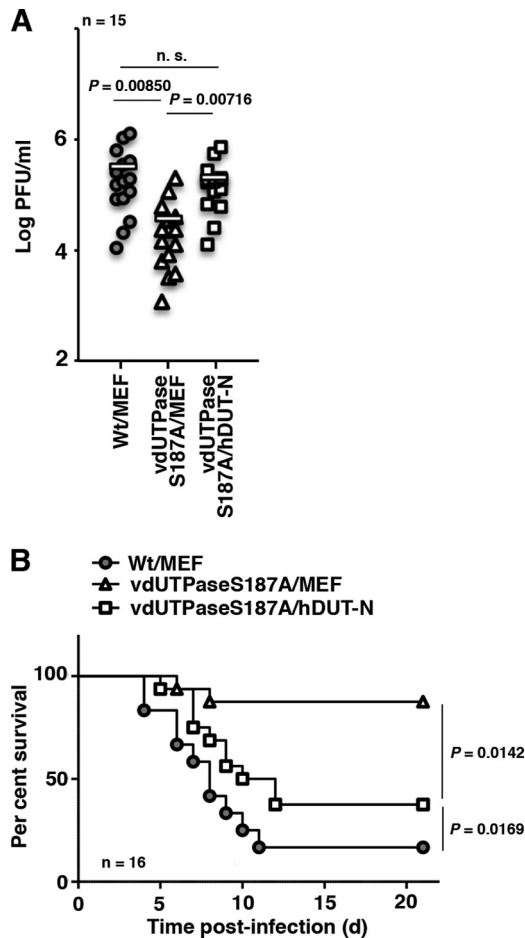 A
n = 15
n. s.
P = 0.00850
P = 0.00716
Log PFU/ml
6
4
2
Wt/MEF
vdUTPase
S187A/MEF
vdUTPase
S187A/hDUT-N
B
Wt/MEF
vdUTPaseS187A/MEF
vdUTPaseS187A/hDUT-N
Per cent survival
100
50
0
P = 0.0142
P = 0.0169
n = 16
0 5 10 15 20
Time post-infection (d)